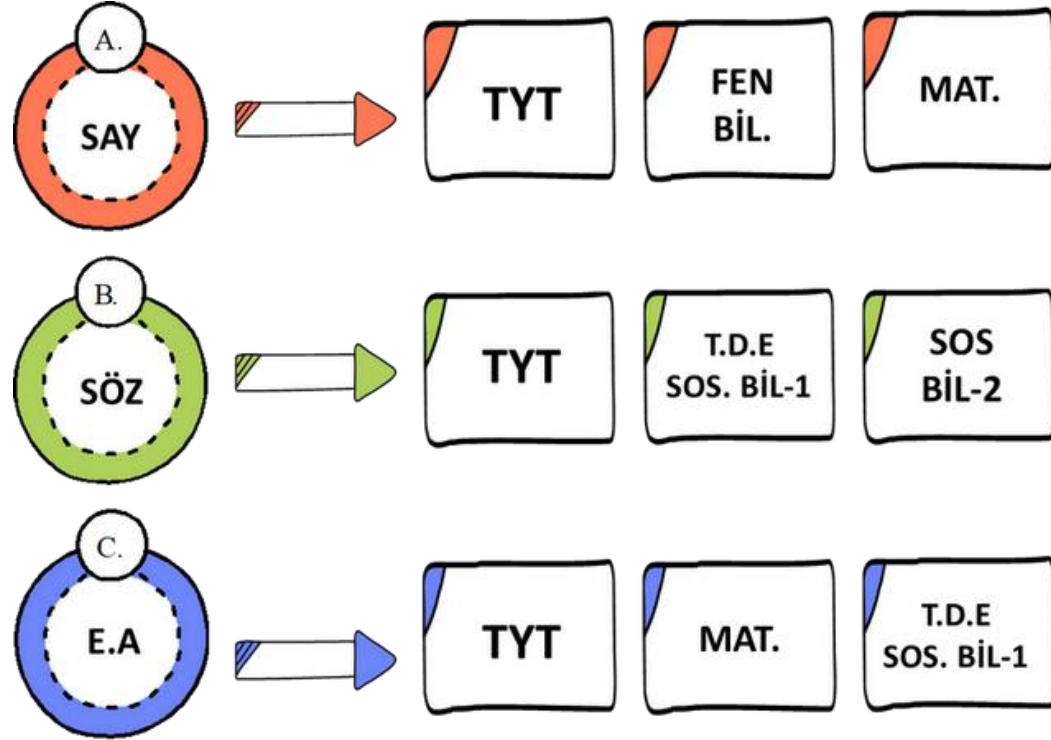 A.
SAY
TYT
FEN
BİL.
MAT.
B.
SÖZ
TYT
T.D.E
SOS. BİL-1
SOS
BİL-2
C.
E.A
TYT
MAT.
T.D.E
SOS. BİL-1